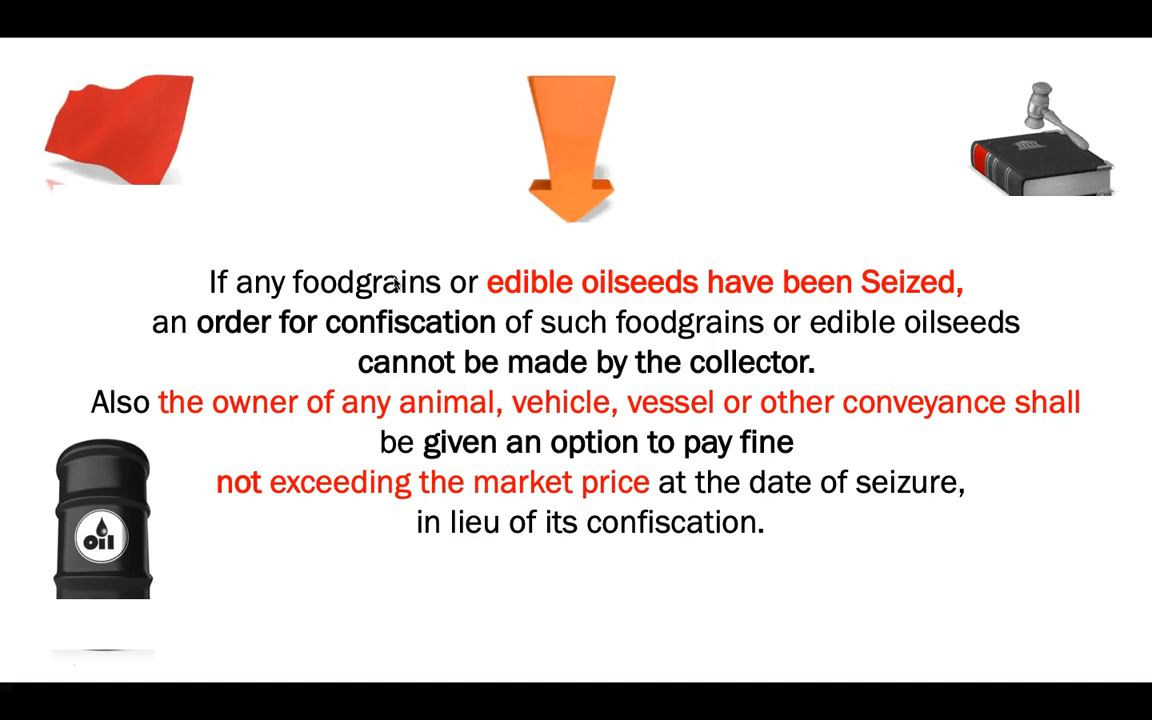 If any foodgrains or edible oilseeds have been Seized,
an order for confiscation of such foodgrains or edible oilseeds
cannot be made by the collector.
Also the owner of any animal, vehicle, vessel or other conveyance shall
be given an option to pay fine
not exceeding the market price at the date of seizure,
in lieu of its confiscation.
oil